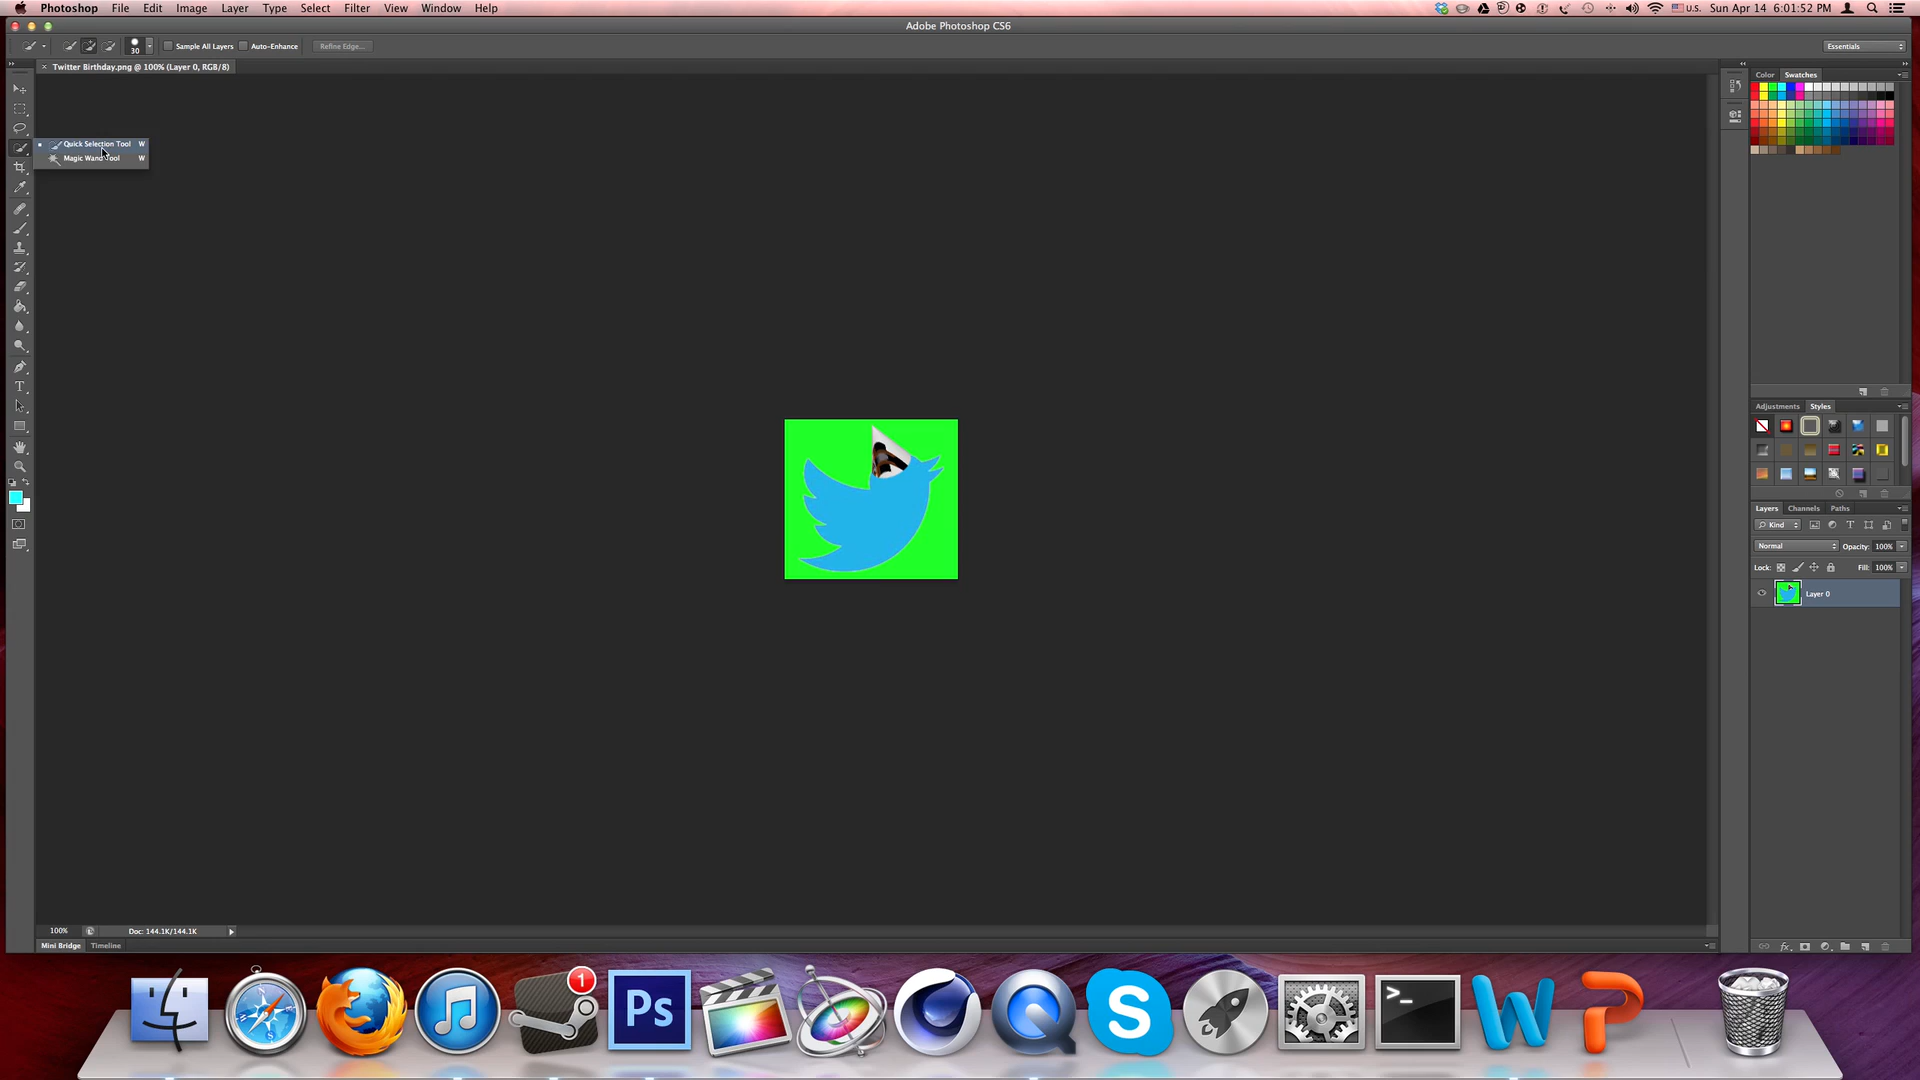 Photoshop File Edit Image Layer Type Select Filter View Window Help U.S. Sun Apr 14 6:01:52 PM
Adobe Photoshop CS6
30 Sample All Layers Auto-Enhance Refine Edge... Essentials
Twitter Birthday.png @ 100% (Layer 0, RGB/8)
Color Swatches
Quick Selection Tool W
Magic Wand Tool W
T
Adjustments Styles
Layers Channels Paths
Kind T
Normal Opacity: 100%
Lock: Fill: 100%
Layer 0
100% Doc: 144.1K/144.1K
Mini Bridge Timeline
fx
1
Ps
S
>_